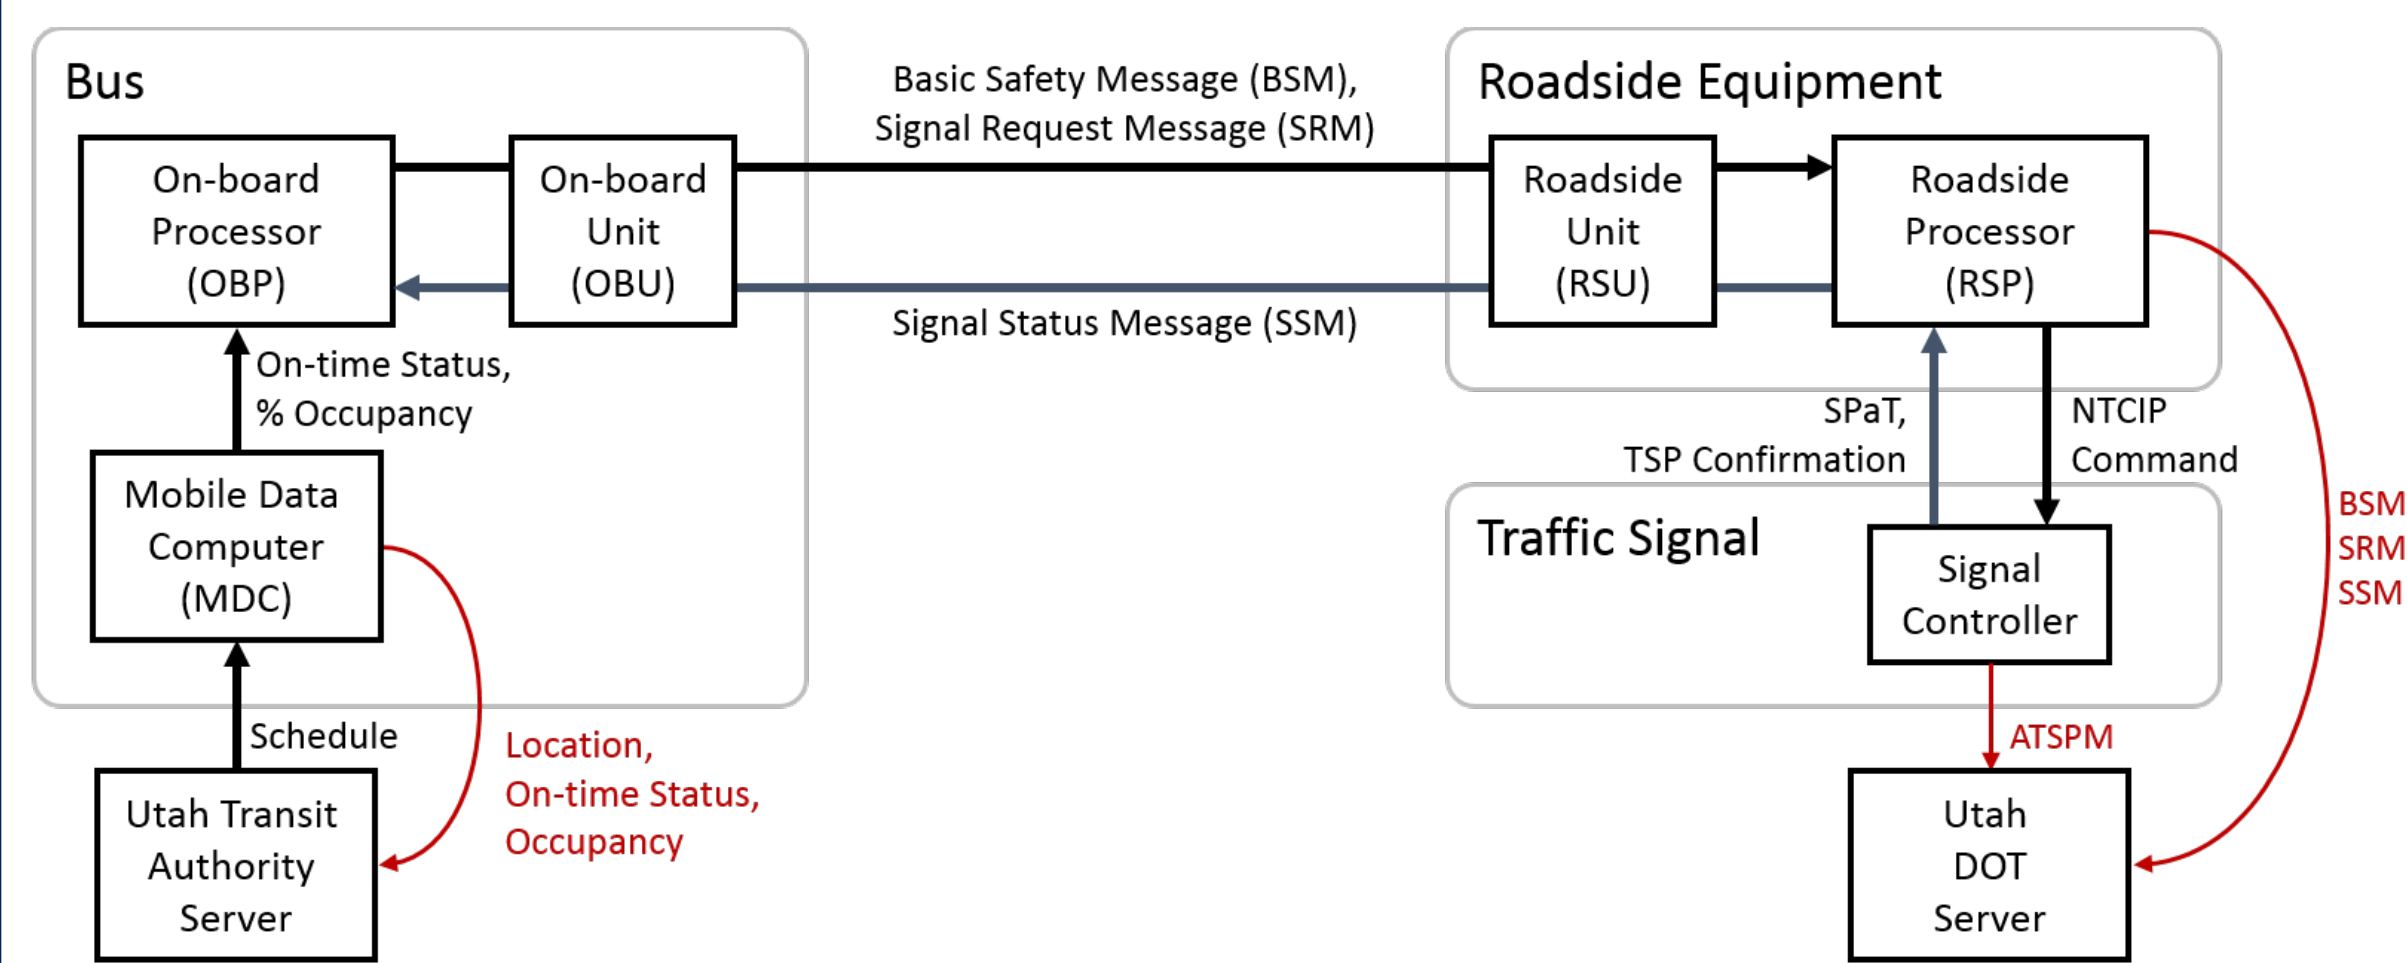 Bus
On-board
Processor
(OBP)
On-board
Unit
(OBU)
On-time Status,
% Occupancy
Mobile Data
Computer
(MDC)
Schedule
Utah Transit
Authority
Server
Location,
On-time Status,
Occupancy
Basic Safety Message (BSM),
Signal Request Message (SRM)
Signal Status Message (SSM)
Roadside Equipment
Roadside
Unit
(RSU)
Roadside
Processor
(RSP)
SPaT,
TSP Confirmation
NTCIP
Command
Traffic Signal
Signal
Controller
BSM
SRM
SSM
ATSPM
Utah
DOT
Server